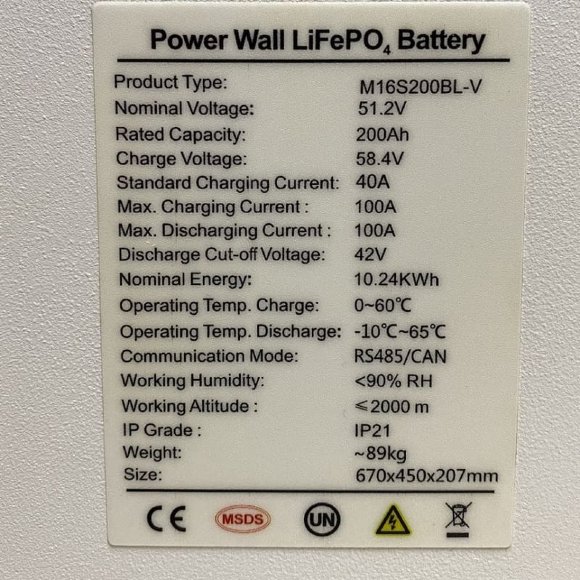 Power Wall LiFePO₄ Battery
Product Type: M16S200BL-V
Nominal Voltage: 51.2V
Rated Capacity: 200Ah
Charge Voltage: 58.4V
Standard Charging Current: 40A
Max. Charging Current : 100A
Max. Discharging Current : 100A
Discharge Cut-off Voltage: 42V
Nominal Energy: 10.24KWh
Operating Temp. Charge: 0~60℃
Operating Temp. Discharge: -10℃~65℃
Communication Mode: RS485/CAN
Working Humidity: <90% RH
Working Altitude : ≤2000 m
IP Grade : IP21
Weight: ~89kg
Size: 670x450x207mm
CE MSDS UN